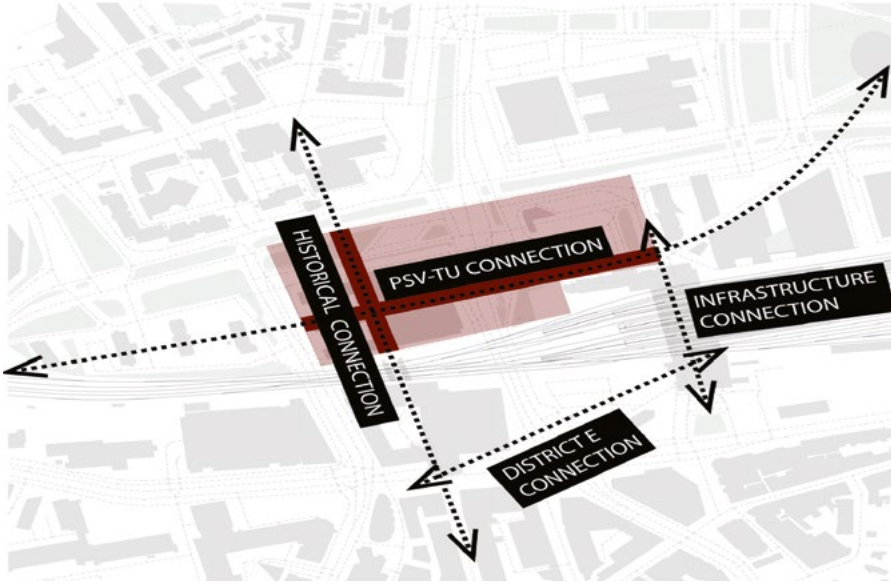 HISTORICAL CONNECTION
PSV-TU CONNECTION
INFRASTRUCTURE
CONNECTION
DISTRICT E
CONNECTION